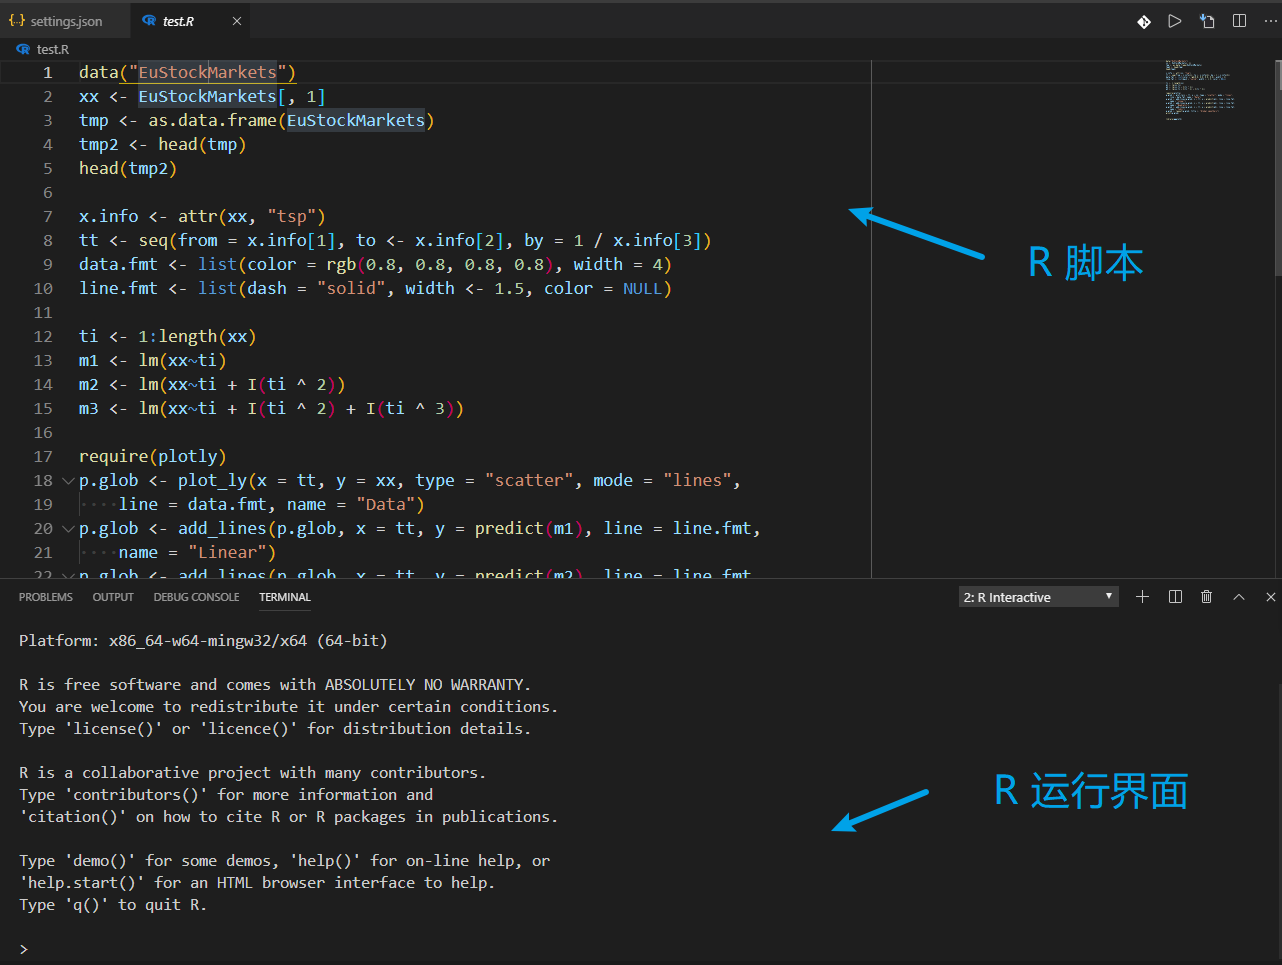 settings.json
test.R
test.R
1 data("EuStockMarkets")
2 xx <- EuStockMarkets[, 1]
3 tmp <- as.data.frame(EuStockMarkets)
4 tmp2 <- head(tmp)
5 head(tmp2)
6
7 x.info <- attr(xx, "tsp")
8 tt <- seq(from = x.info[1], to <- x.info[2], by = 1 / x.info[3])
9 data.fmt <- list(color = rgb(0.8, 0.8, 0.8, 0.8), width = 4)
10 line.fmt <- list(dash = "solid", width <- 1.5, color = NULL)
11
12 ti <- 1:length(xx)
13 m1 <- lm(xx~ti)
14 m2 <- lm(xx~ti + I(ti ^ 2))
15 m3 <- lm(xx~ti + I(ti ^ 2) + I(ti ^ 3))
16
17 require(plotly)
18 p.glob <- plot_ly(x = tt, y = xx, type = "scatter", mode = "lines",
19 ····line = data.fmt, name = "Data")
20 p.glob <- add_lines(p.glob, x = tt, y = predict(m1), line = line.fmt,
21 ····name = "Linear")
22 p.glob <- add_lines(p.glob, x = tt, y = predict(m2), line = line.fmt,
R 脚本
PROBLEMS OUTPUT DEBUG CONSOLE TERMINAL
2: R Interactive
Platform: x86_64-w64-mingw32/x64 (64-bit)
R is free software and comes with ABSOLUTELY NO WARRANTY.
You are welcome to redistribute it under certain conditions.
Type 'license()' or 'licence()' for distribution details.
R is a collaborative project with many contributors.
Type 'contributors()' for more information and
'citation()' on how to cite R or R packages in publications.
Type 'demo()' for some demos, 'help()' for on-line help, or
'help.start()' for an HTML browser interface to help.
Type 'q()' to quit R.
>
R 运行界面